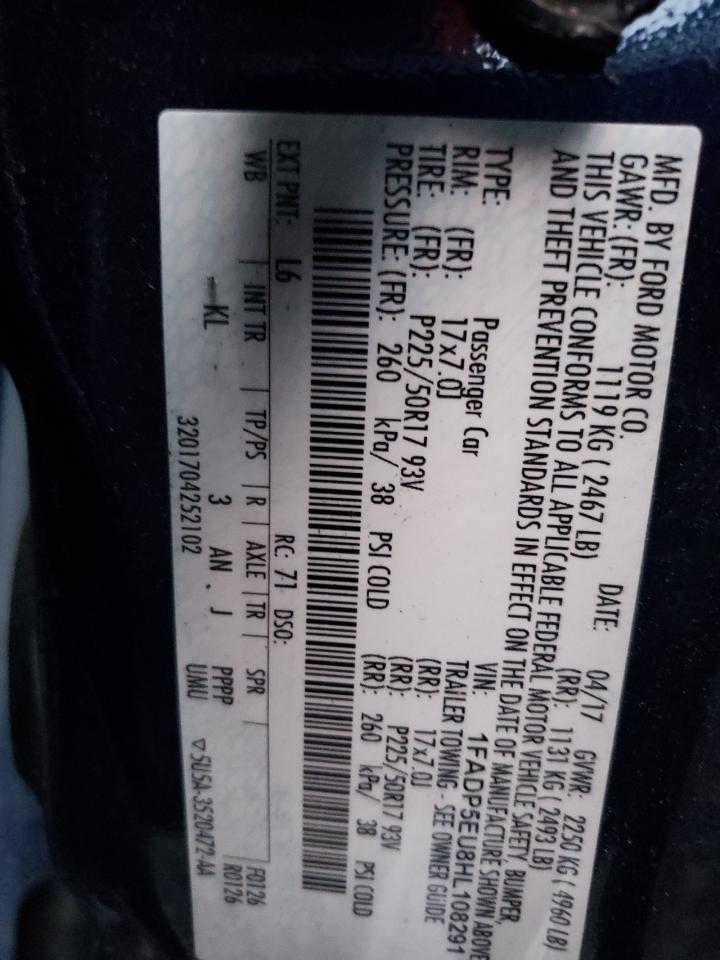 MFD. BY FORD MOTOR CO.
DATE: 04/17 GVWR: 2250 KG ( 4960 LB)
GAWR: (FR): 1119 KG ( 2467 LB) (RR): 1131 KG ( 2493 LB)
THIS VEHICLE CONFORMS TO ALL APPLICABLE FEDERAL MOTOR VEHICLE SAFETY, BUMPER,
AND THEFT PREVENTION STANDARDS IN EFFECT ON THE DATE OF MANUFACTURE SHOWN ABOVE
VIN: 1FADP5EU8HL108291
TYPE: Passenger Car TRAILER TOWING - SEE OWNER GUIDE
RIM: (FR): 17x7.0J (RR): 17x7.0J
TIRE: (FR): P225/50R17 93V (RR): P225/50R17 93V
PRESSURE: (FR): 260 kPa/ 38 PSI COLD (RR): 260 kPa/ 38 PSI COLD
EXT PNT: L6 RC: 71 DSO: F0126
WB | INT TR | TP/PS | R | AXLE | TR | SPR R0126
KL 3 AN . J PPPP
3201704252102 UMU ▽SU5A-3520472-AA